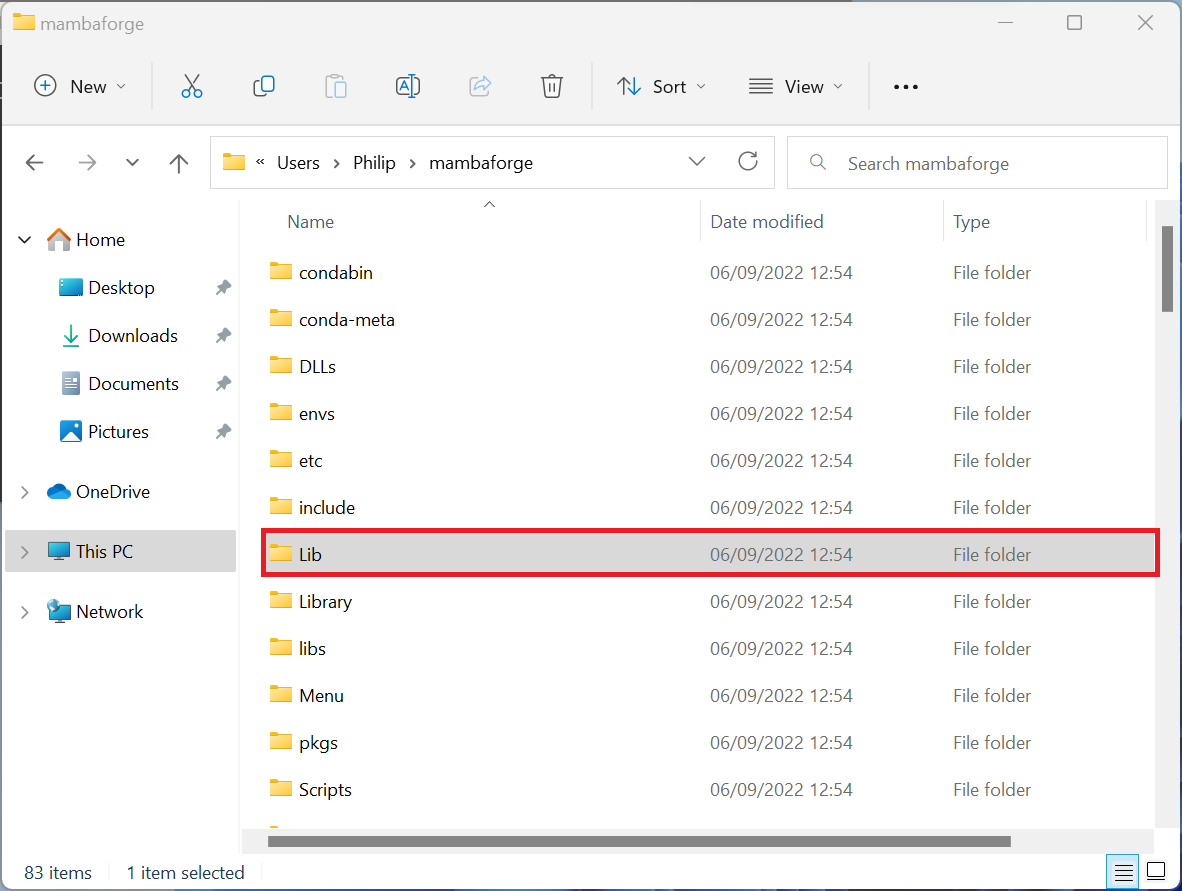 mambaforge
New Sort View
« Users > Philip > mambaforge Search mambaforge
Home
Desktop
Downloads
Documents
Pictures
OneDrive
This PC
Network
Name Date modified Type
condabin 06/09/2022 12:54 File folder
conda-meta 06/09/2022 12:54 File folder
DLLs 06/09/2022 12:54 File folder
envs 06/09/2022 12:54 File folder
etc 06/09/2022 12:54 File folder
include 06/09/2022 12:54 File folder
Lib 06/09/2022 12:54 File folder
Library 06/09/2022 12:54 File folder
libs 06/09/2022 12:54 File folder
Menu 06/09/2022 12:54 File folder
pkgs 06/09/2022 12:54 File folder
Scripts 06/09/2022 12:54 File folder
83 items 1 item selected